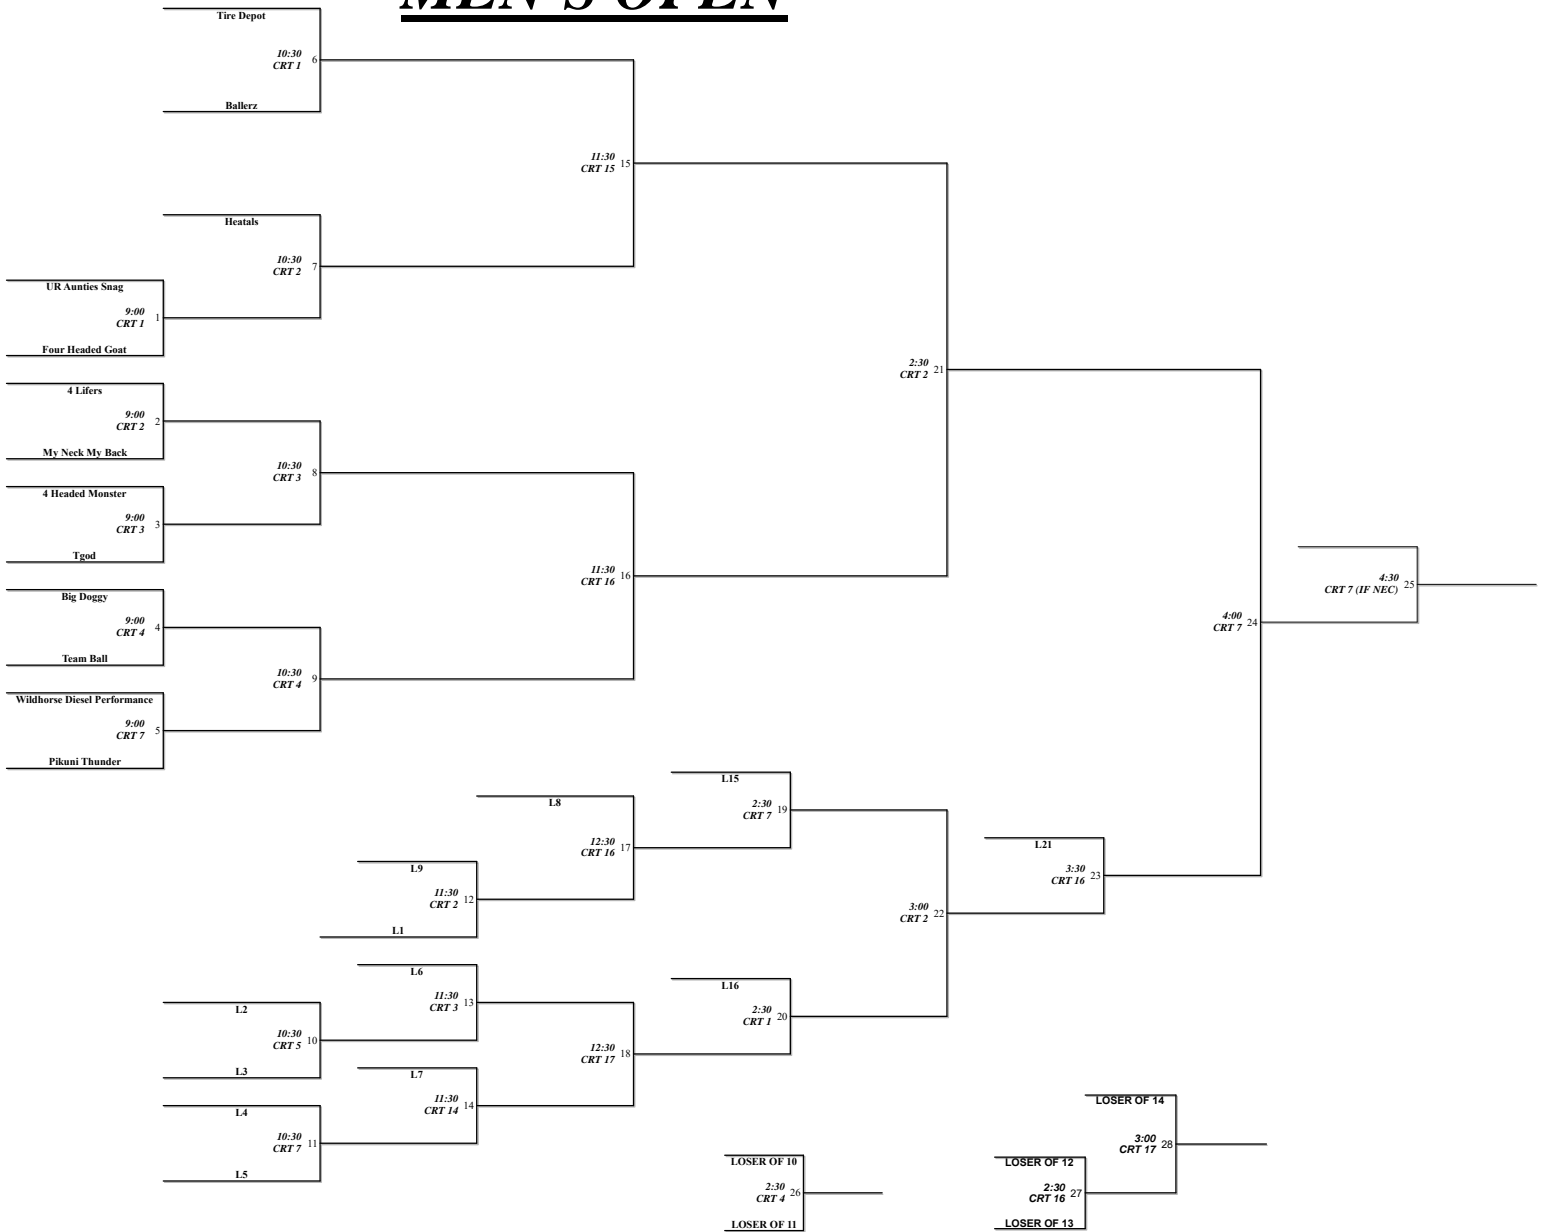 MEN'S OPEN
Tire Depot
10:30
CRT 1
6
Ballerz
11:30
CRT 15
15
Heatals
10:30
CRT 2
7
UR Aunties Snag
9:00
CRT 1
1
Four Headed Goat
2:30
CRT 2
21
4 Lifers
9:00
CRT 2
2
My Neck My Back
10:30
CRT 3
8
4 Headed Monster
9:00
CRT 3
3
Tgod
11:30
CRT 16
16
4:30
CRT 7 (IF NEC)
25
Big Doggy
9:00
CRT 4
4
Team Ball
4:00
CRT 7
24
10:30
CRT 4
9
Wildhorse Diesel Performance
9:00
CRT 7
5
Pikuni Thunder
L15
2:30
CRT 7
19
L8
12:30
CRT 16
17
L21
3:30
CRT 16
23
L9
11:30
CRT 2
12
L1
3:00
CRT 2
22
L6
11:30
CRT 3
13
L16
2:30
CRT 1
20
L2
10:30
CRT 5
10
L3
12:30
CRT 17
18
L7
11:30
CRT 14
14
L4
10:30
CRT 7
11
L5
LOSER OF 14
3:00
CRT 17
28
LOSER OF 10
2:30
CRT 4
26
LOSER OF 11
LOSER OF 12
2:30
CRT 16
27
LOSER OF 13